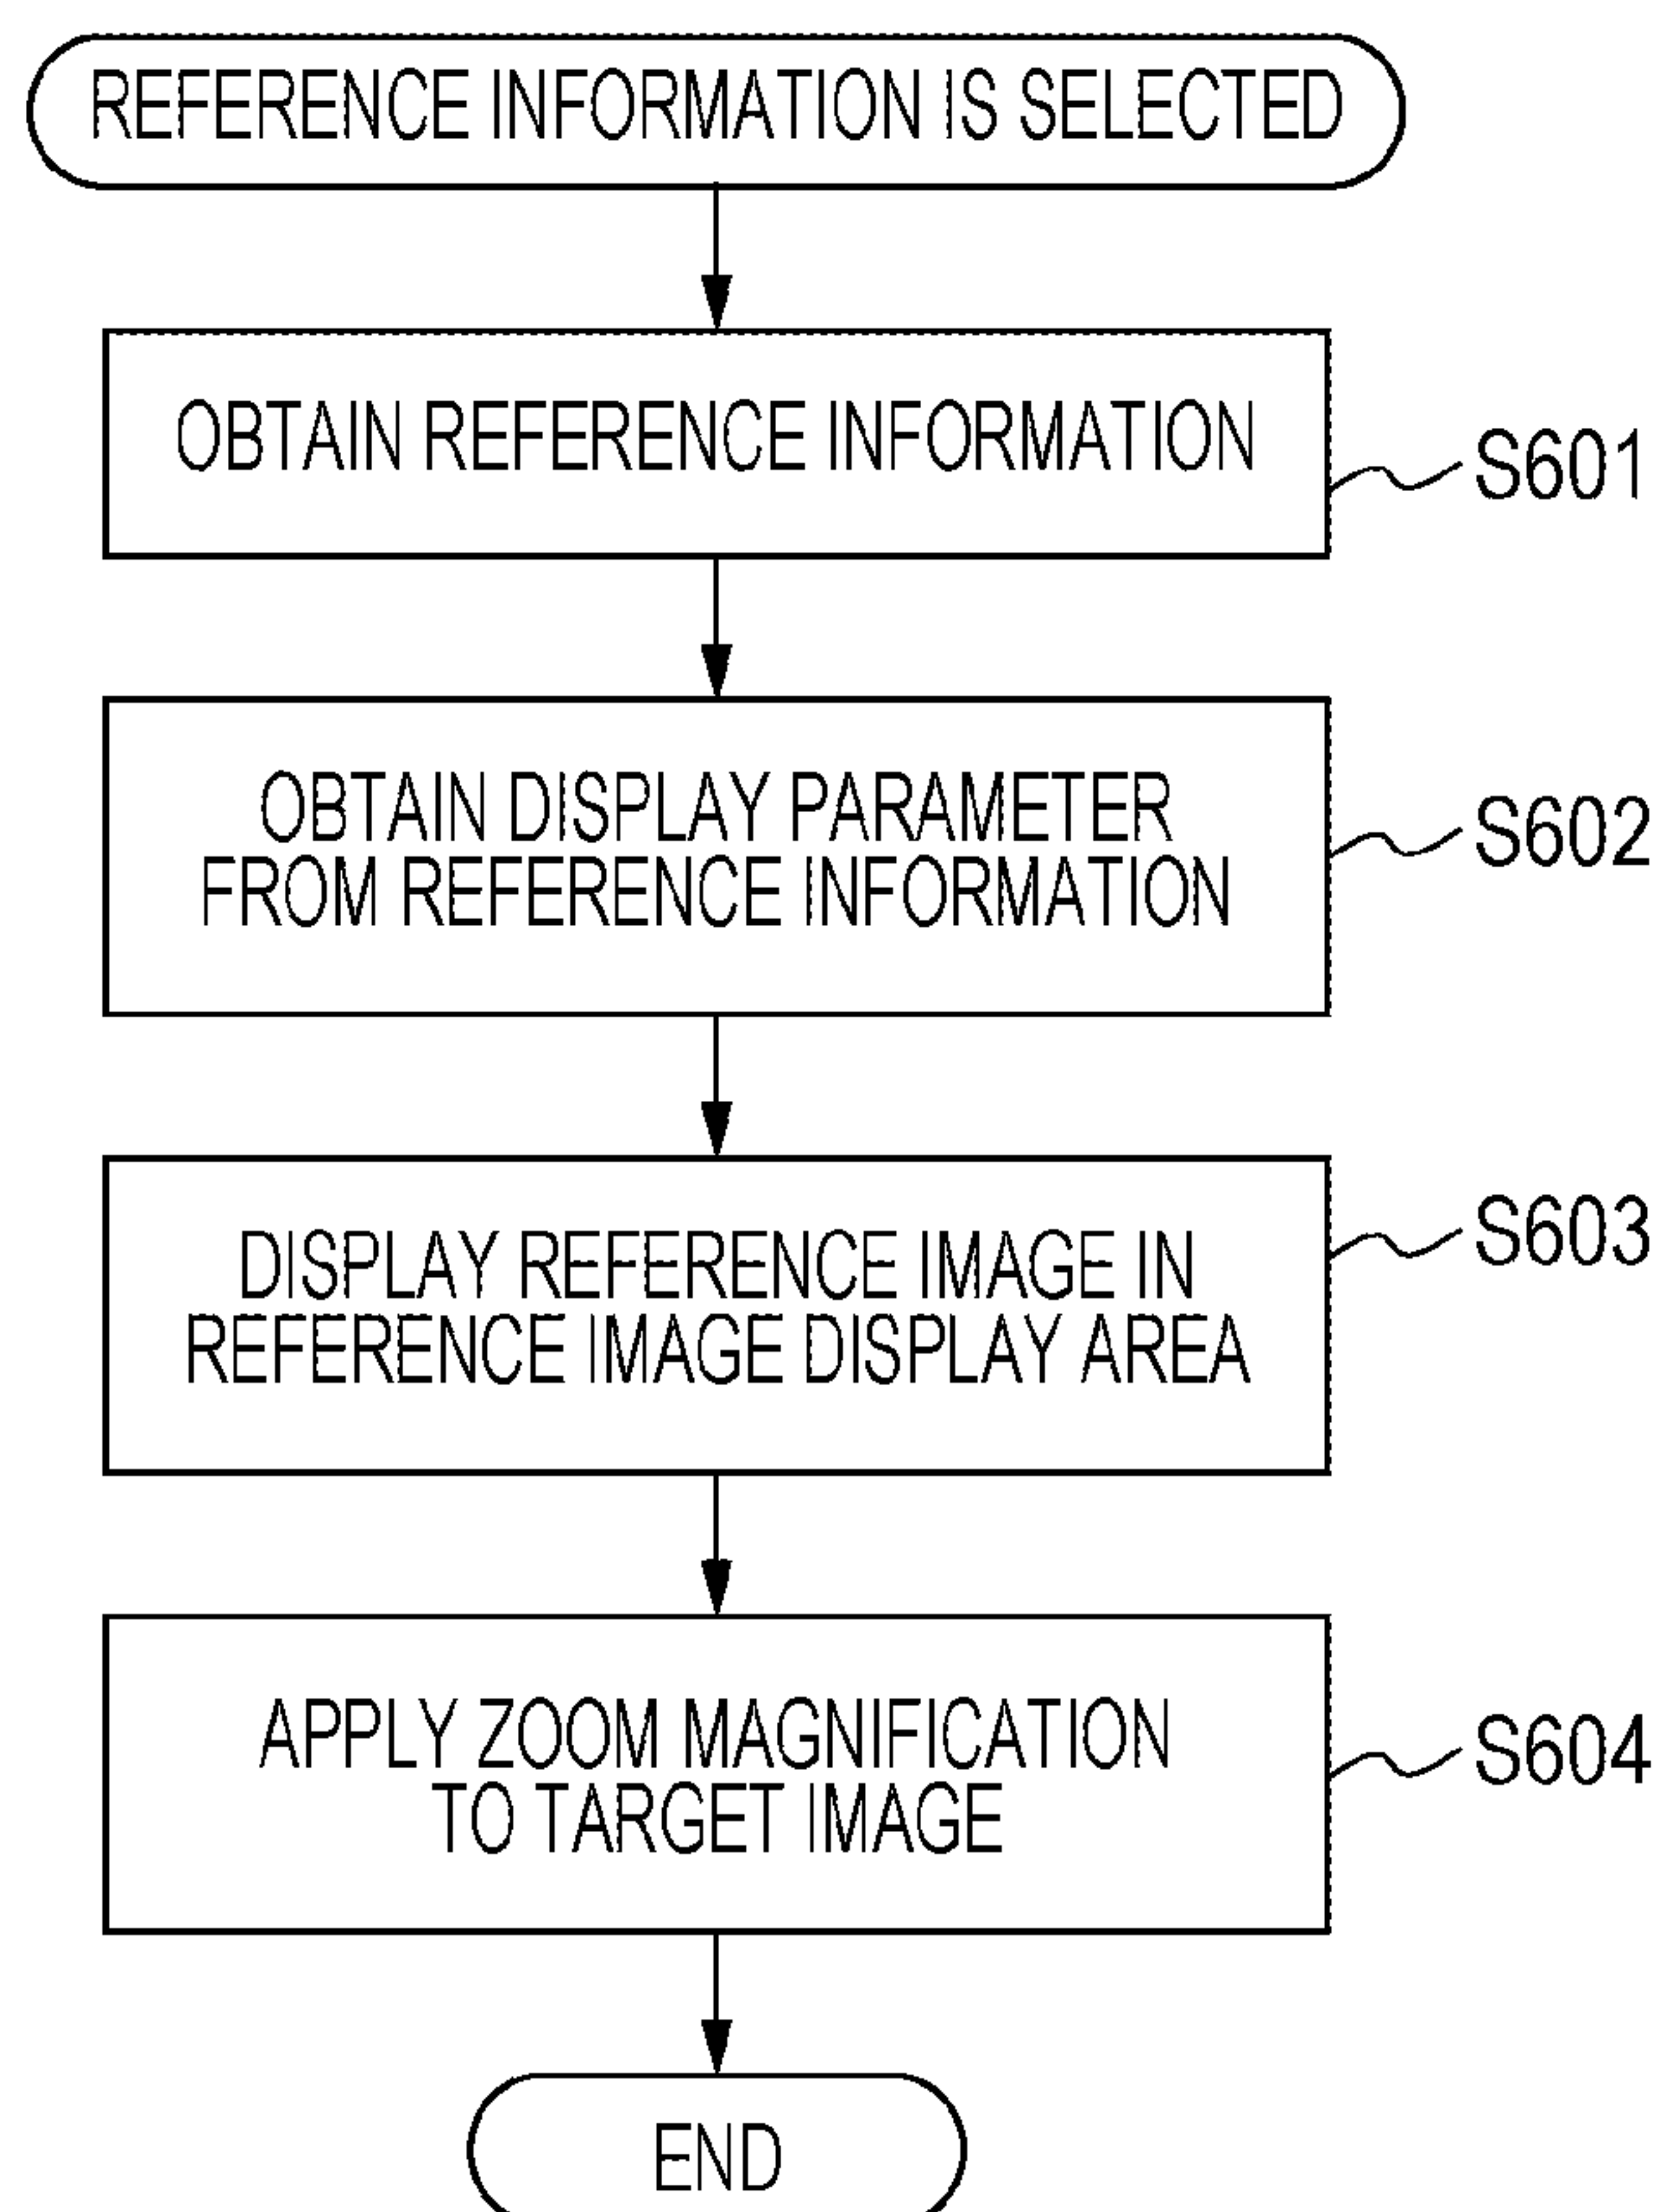 REFERENCE INFORMATION IS SELECTED
OBTAIN REFERENCE INFORMATION
S601
OBTAIN DISPLAY PARAMETER
FROM REFERENCE INFORMATION
S602
DISPLAY REFERENCE IMAGE IN
REFERENCE IMAGE DISPLAY AREA
S603
APPLY ZOOM MAGNIFICATION
TO TARGET IMAGE
S604
END